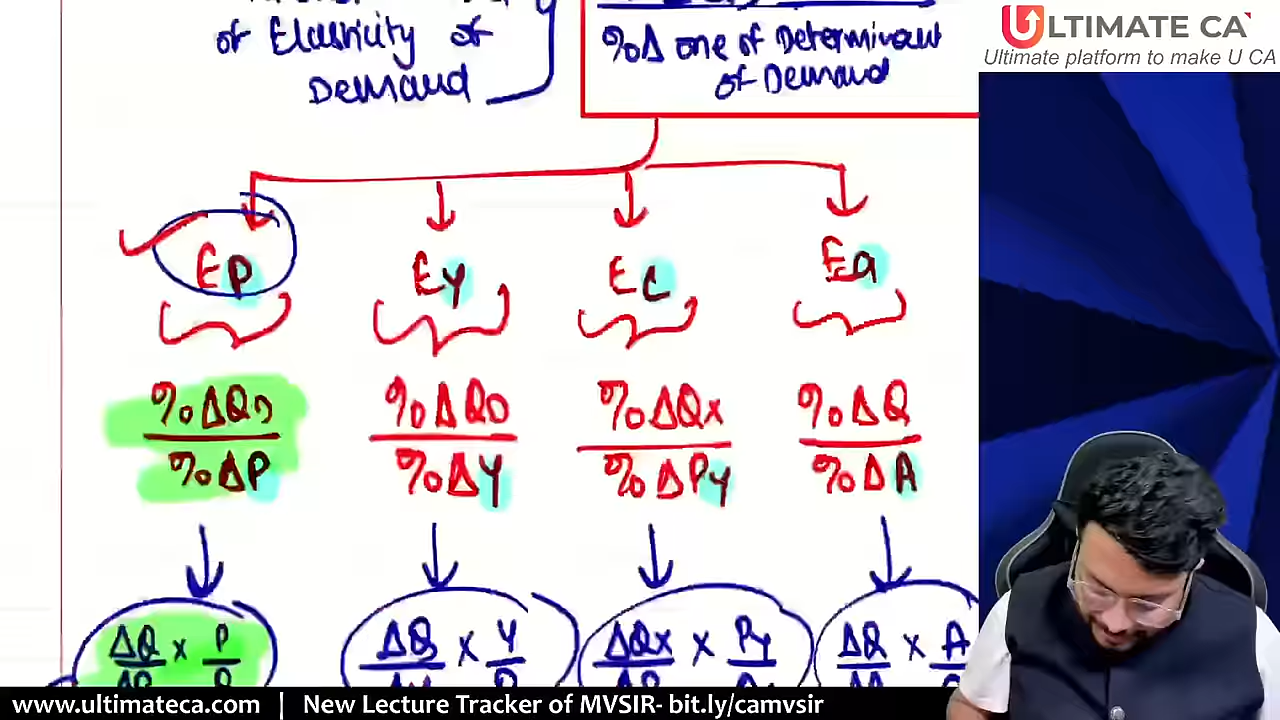 of Elasticity of
Demand
%Δ one of Determinant
of Demand
EP
EY
EC
Ea
%ΔQD
%ΔP
%ΔQD
%ΔY
%ΔQx
%ΔPy
%ΔQ
%ΔA
ΔQ × P
ΔQ × Y
ΔQx × Py
ΔQ × A
ULTIMATE CA
Ultimate platform to make U CA
www.ultimateca.com | New Lecture Tracker of MVSIR- bit.ly/camvsir